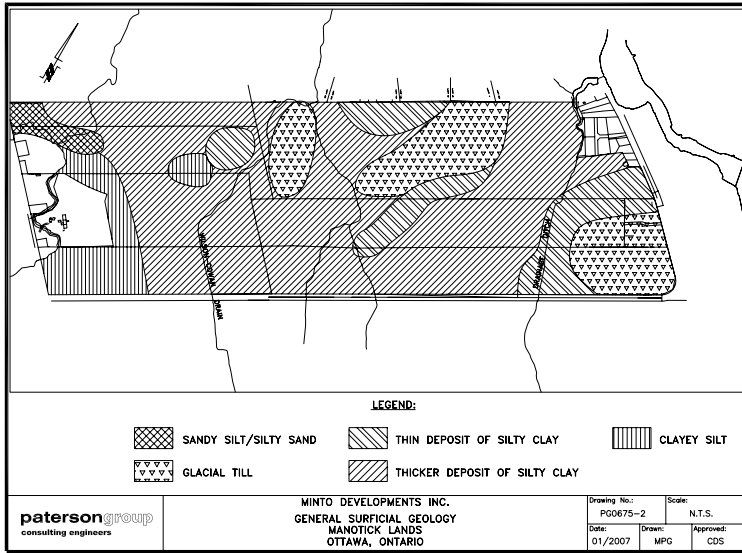 WILSON-COWAN
DRAIN
LEGEND:
SANDY SILT/SILTY SAND
THIN DEPOSIT OF SILTY CLAY
CLAYEY SILT
GLACIAL TILL
THICKER DEPOSIT OF SILTY CLAY
patersongroup
consulting engineers
MINTO DEVELOPMENTS INC.
GENERAL SURFICIAL GEOLOGY
MANOTICK LANDS
OTTAWA, ONTARIO
Drawing No.:
PG0675-2
Scale:
N.T.S.
Date:
01/2007
Drawn:
MPG
Approved:
CDS